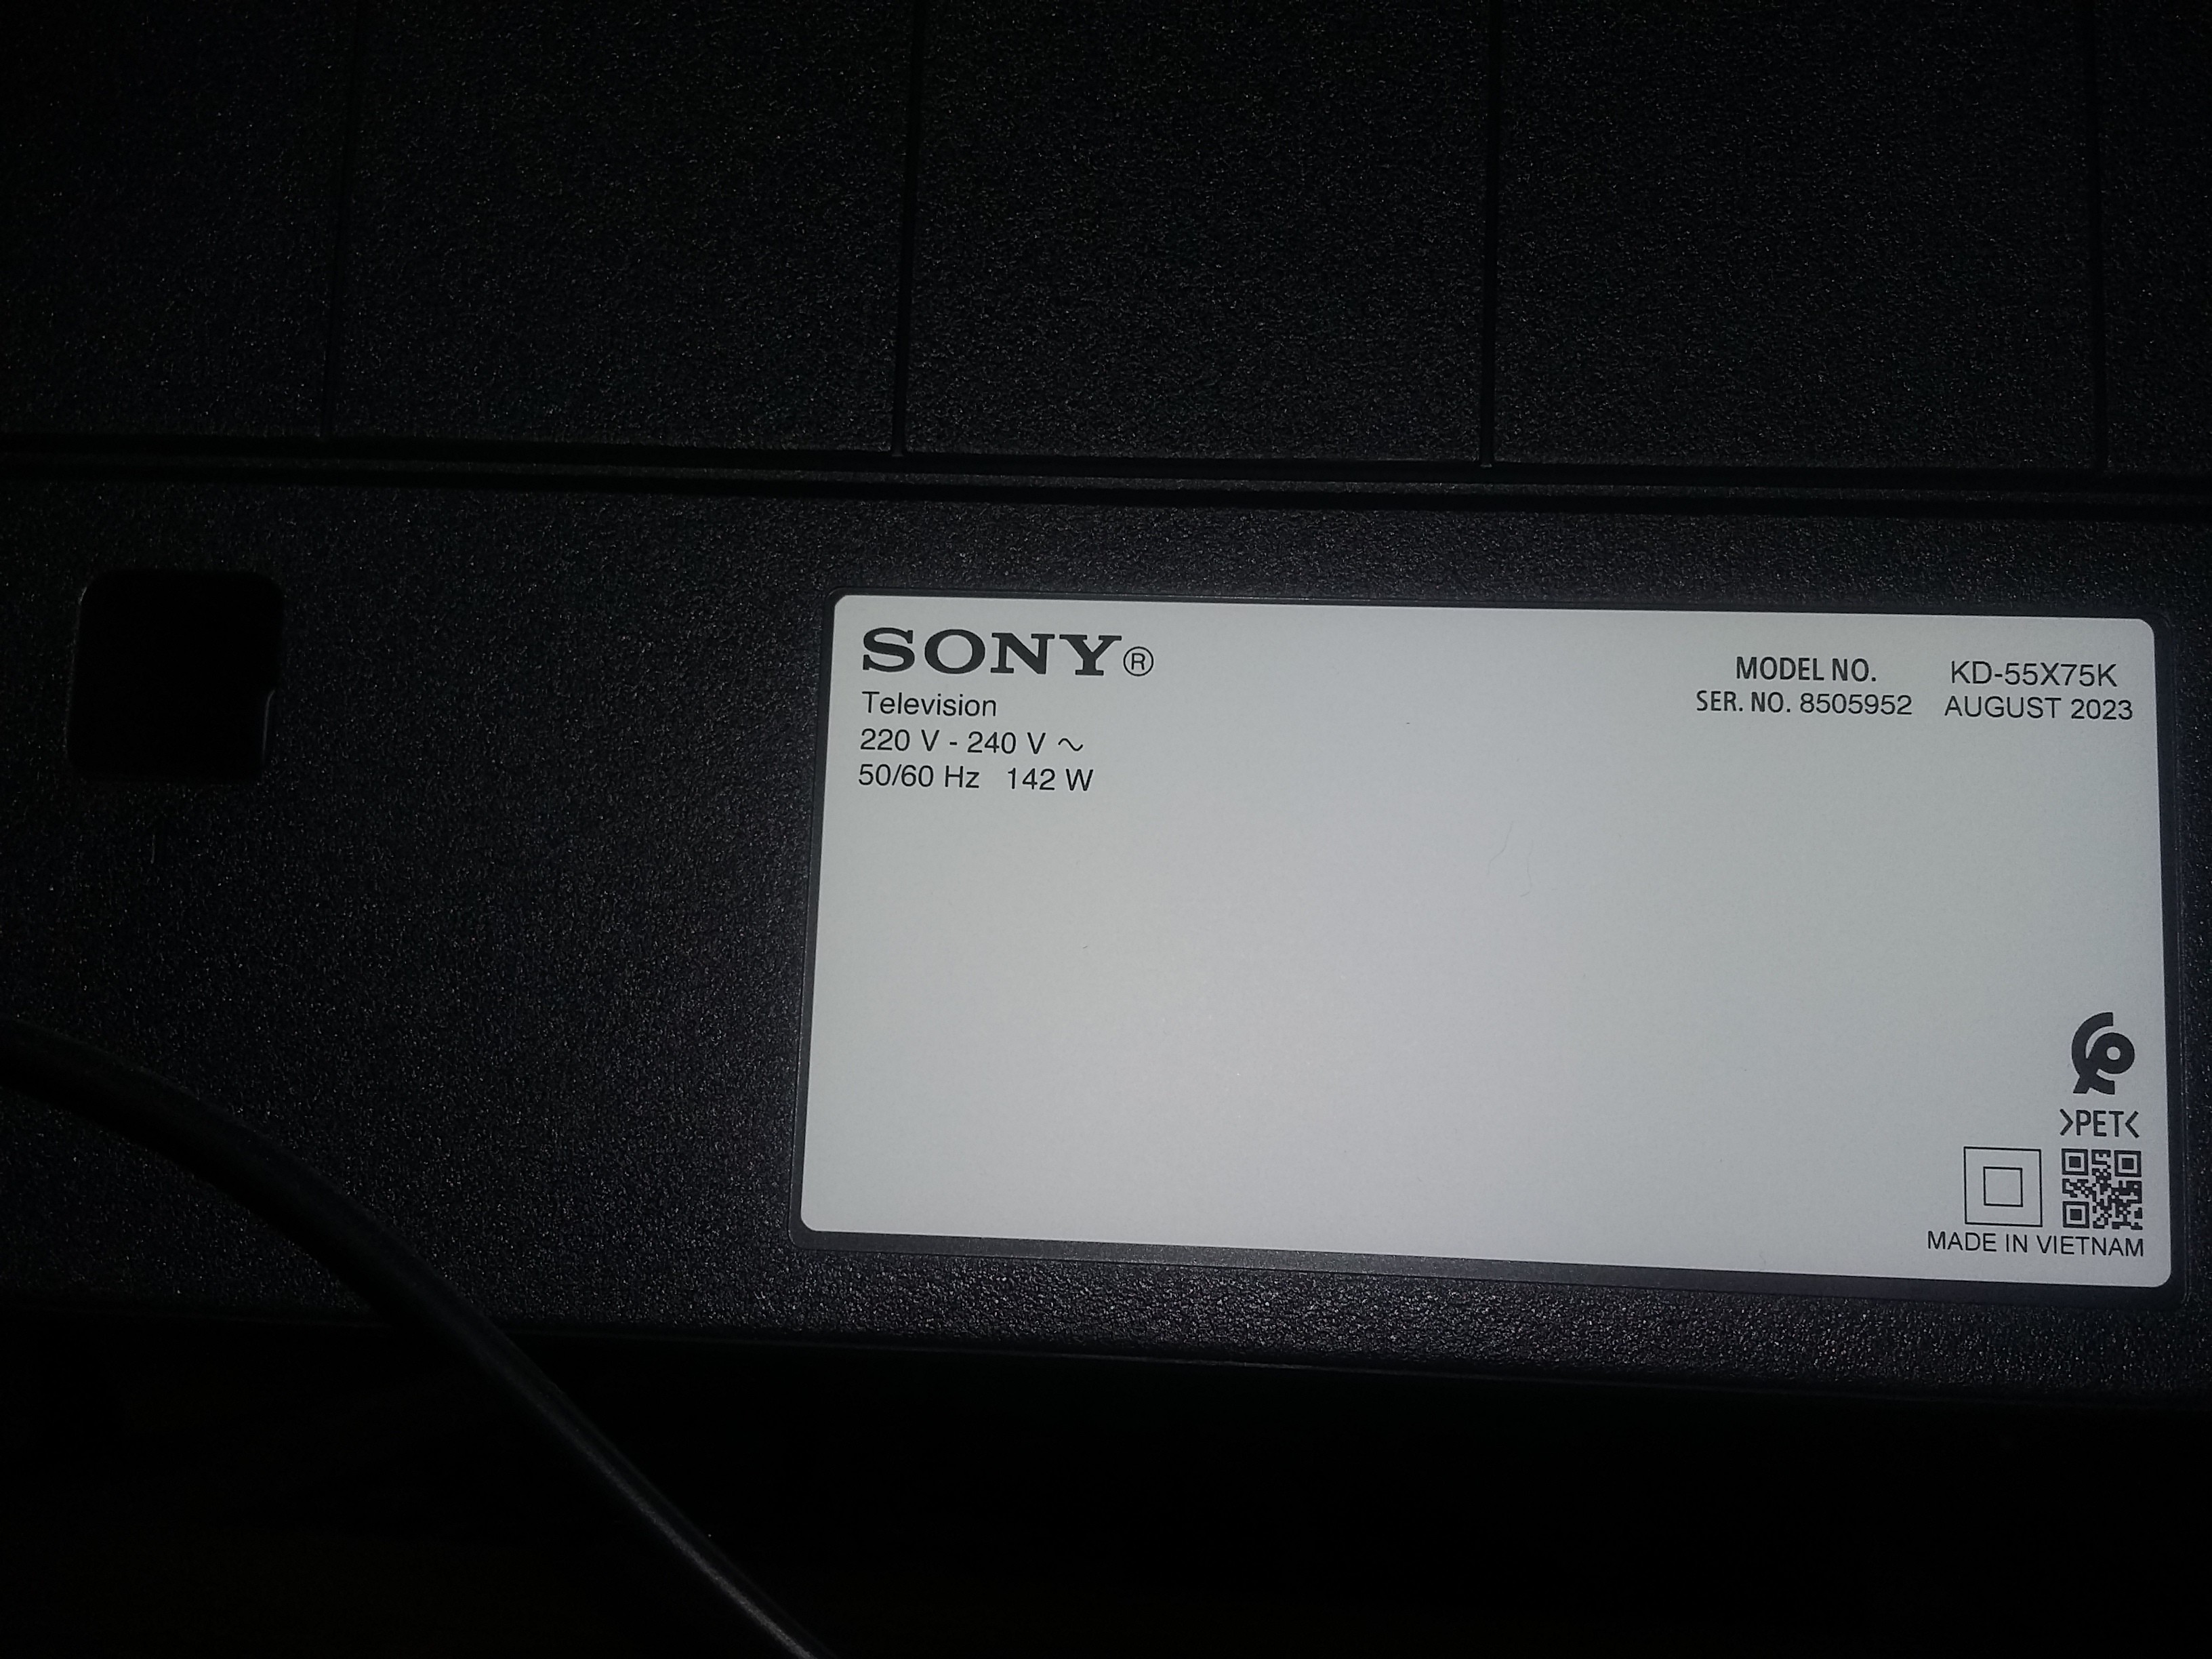 SONY®
Television
220 V - 240 V ~
50/60 Hz 142 W
MODEL NO. KD-55X75K
SER. NO. 8505952 AUGUST 2023
>PET<
MADE IN VIETNAM